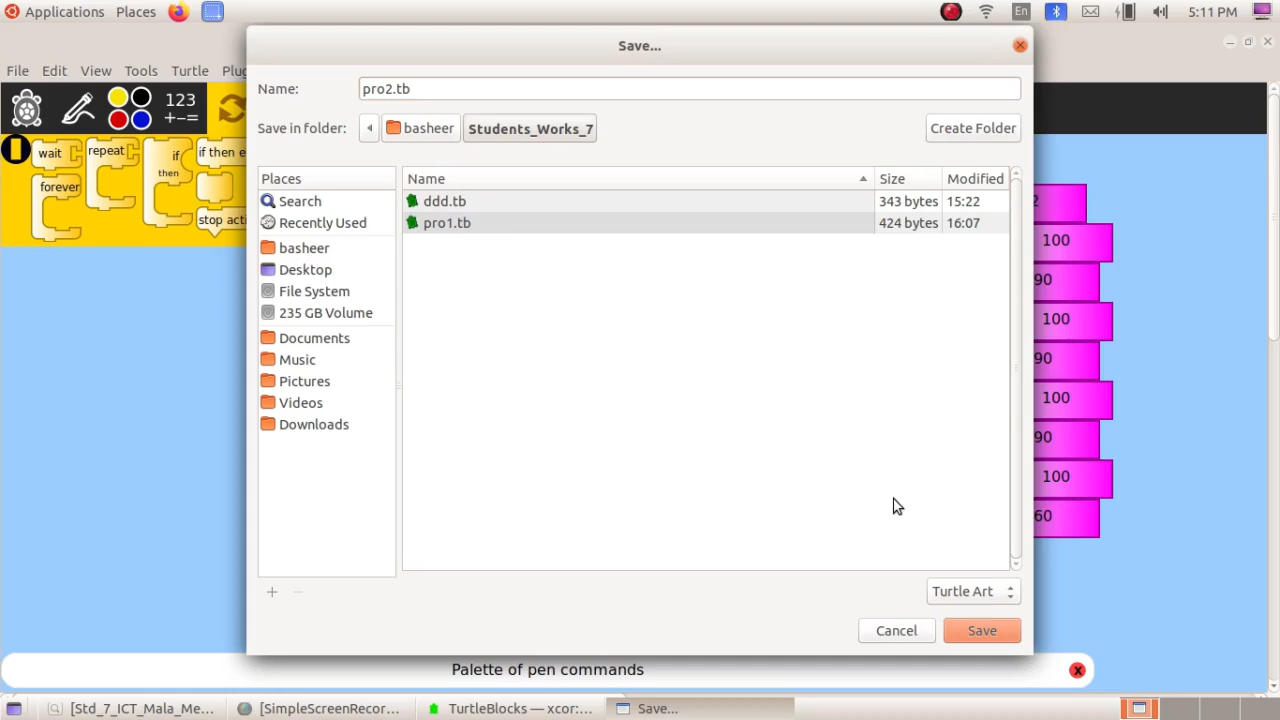 Applications Places En 5:11 PM
Save...
File Edit View Tools Turtle Plug
Name: pro2.tb
123
+-=
Save in folder: basheer Students_Works_7 Create Folder
wait repeat if then if then e
forever
stop acti
Places Name Size Modified
Search ddd.tb 343 bytes 15:22
Recently Used pro1.tb 424 bytes 16:07
basheer
Desktop
File System
235 GB Volume
Documents
Music
Pictures
Videos
Downloads
2
100
90
100
90
100
90
100
60
Turtle Art
Cancel Save
Palette of pen commands x
[Std_7_ICT_Mala_Me... [SimpleScreenRecor... TurtleBlocks — xcor:... Save...